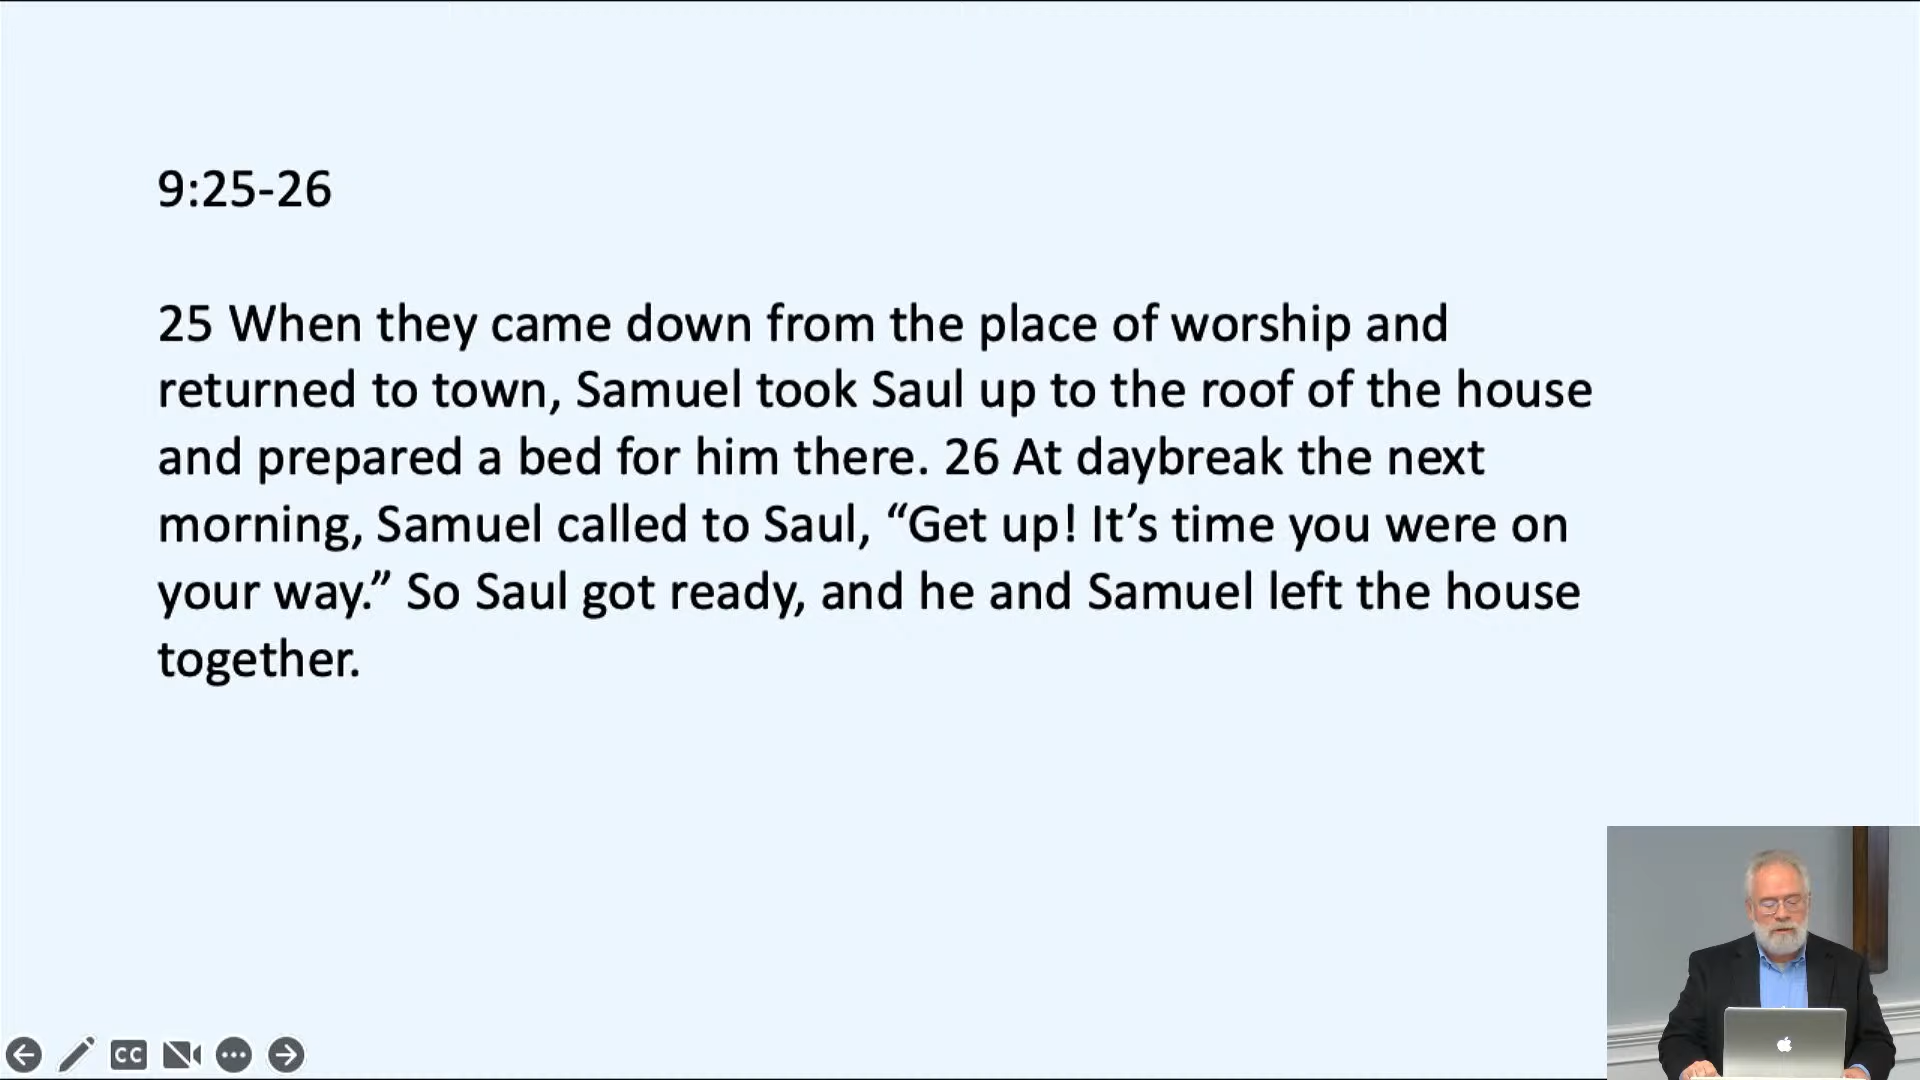 9:25-26
25 When they came down from the place of worship and
returned to town, Samuel took Saul up to the roof of the house
and prepared a bed for him there. 26 At daybreak the next
morning, Samuel called to Saul, “Get up! It’s time you were on
your way.” So Saul got ready, and he and Samuel left the house
together.
CC